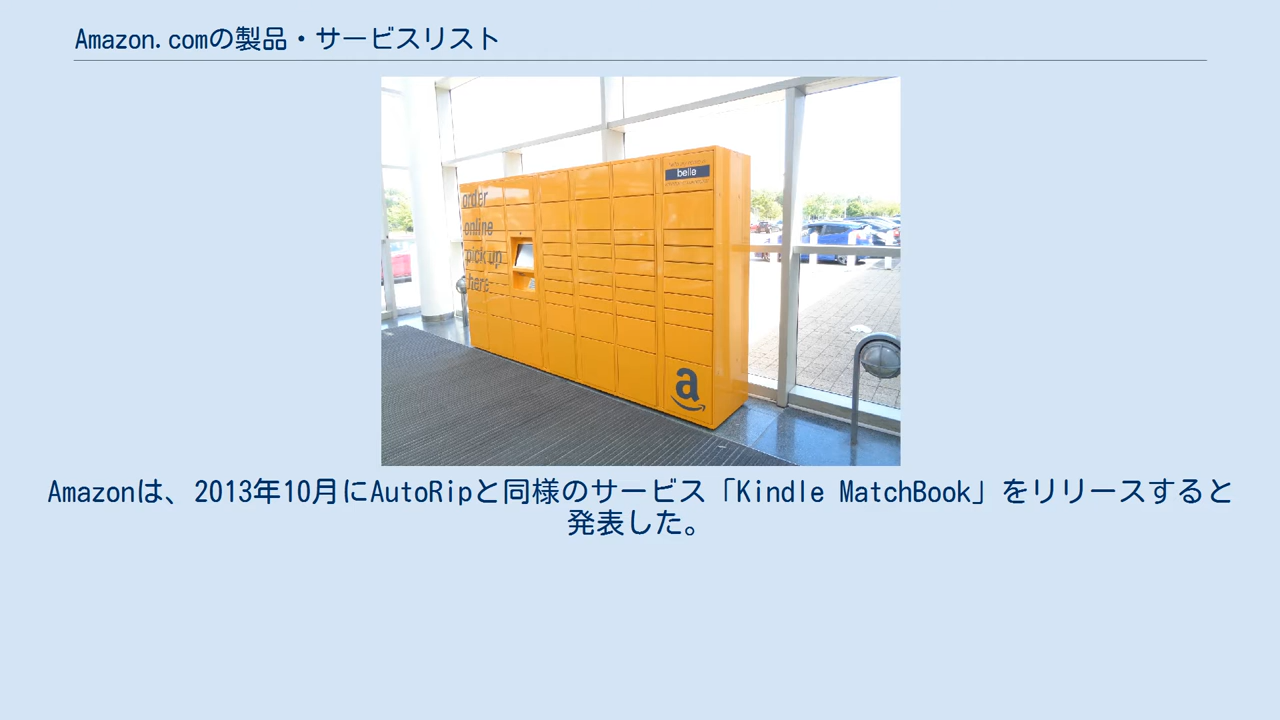 Amazon.comの製品・サービスリスト
order
online
pick up
here
belle
a
Amazonは、2013年10月にAutoRipと同様のサービス「Kindle MatchBook」をリリースすると
発表した。